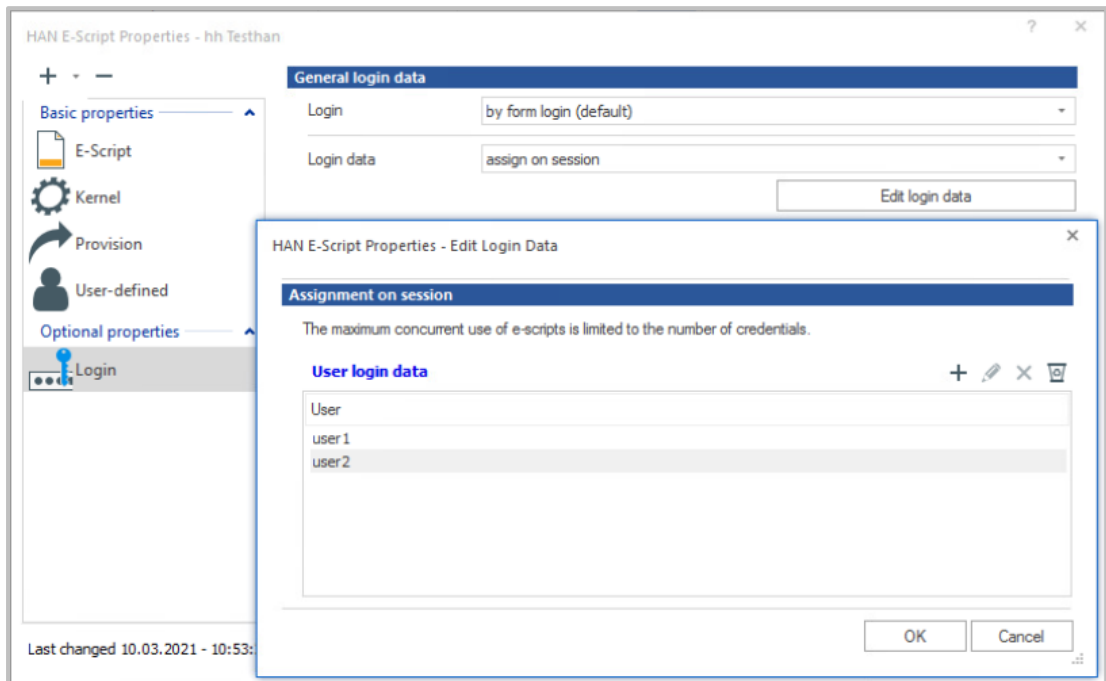 HAN E-Script Properties - hh Testhan
General login data
Basic properties
Login
by form login (default)
E-Script
Login data
assign on session
Kernel
Edit login data
Provision
User-defined
Optional properties
Login
Last changed 10.03.2021 - 10:53:
HAN E-Script Properties - Edit Login Data
Assignment on session
The maximum concurrent use of e-scripts is limited to the number of credentials.
User login data
User
user1
user2
OK
Cancel